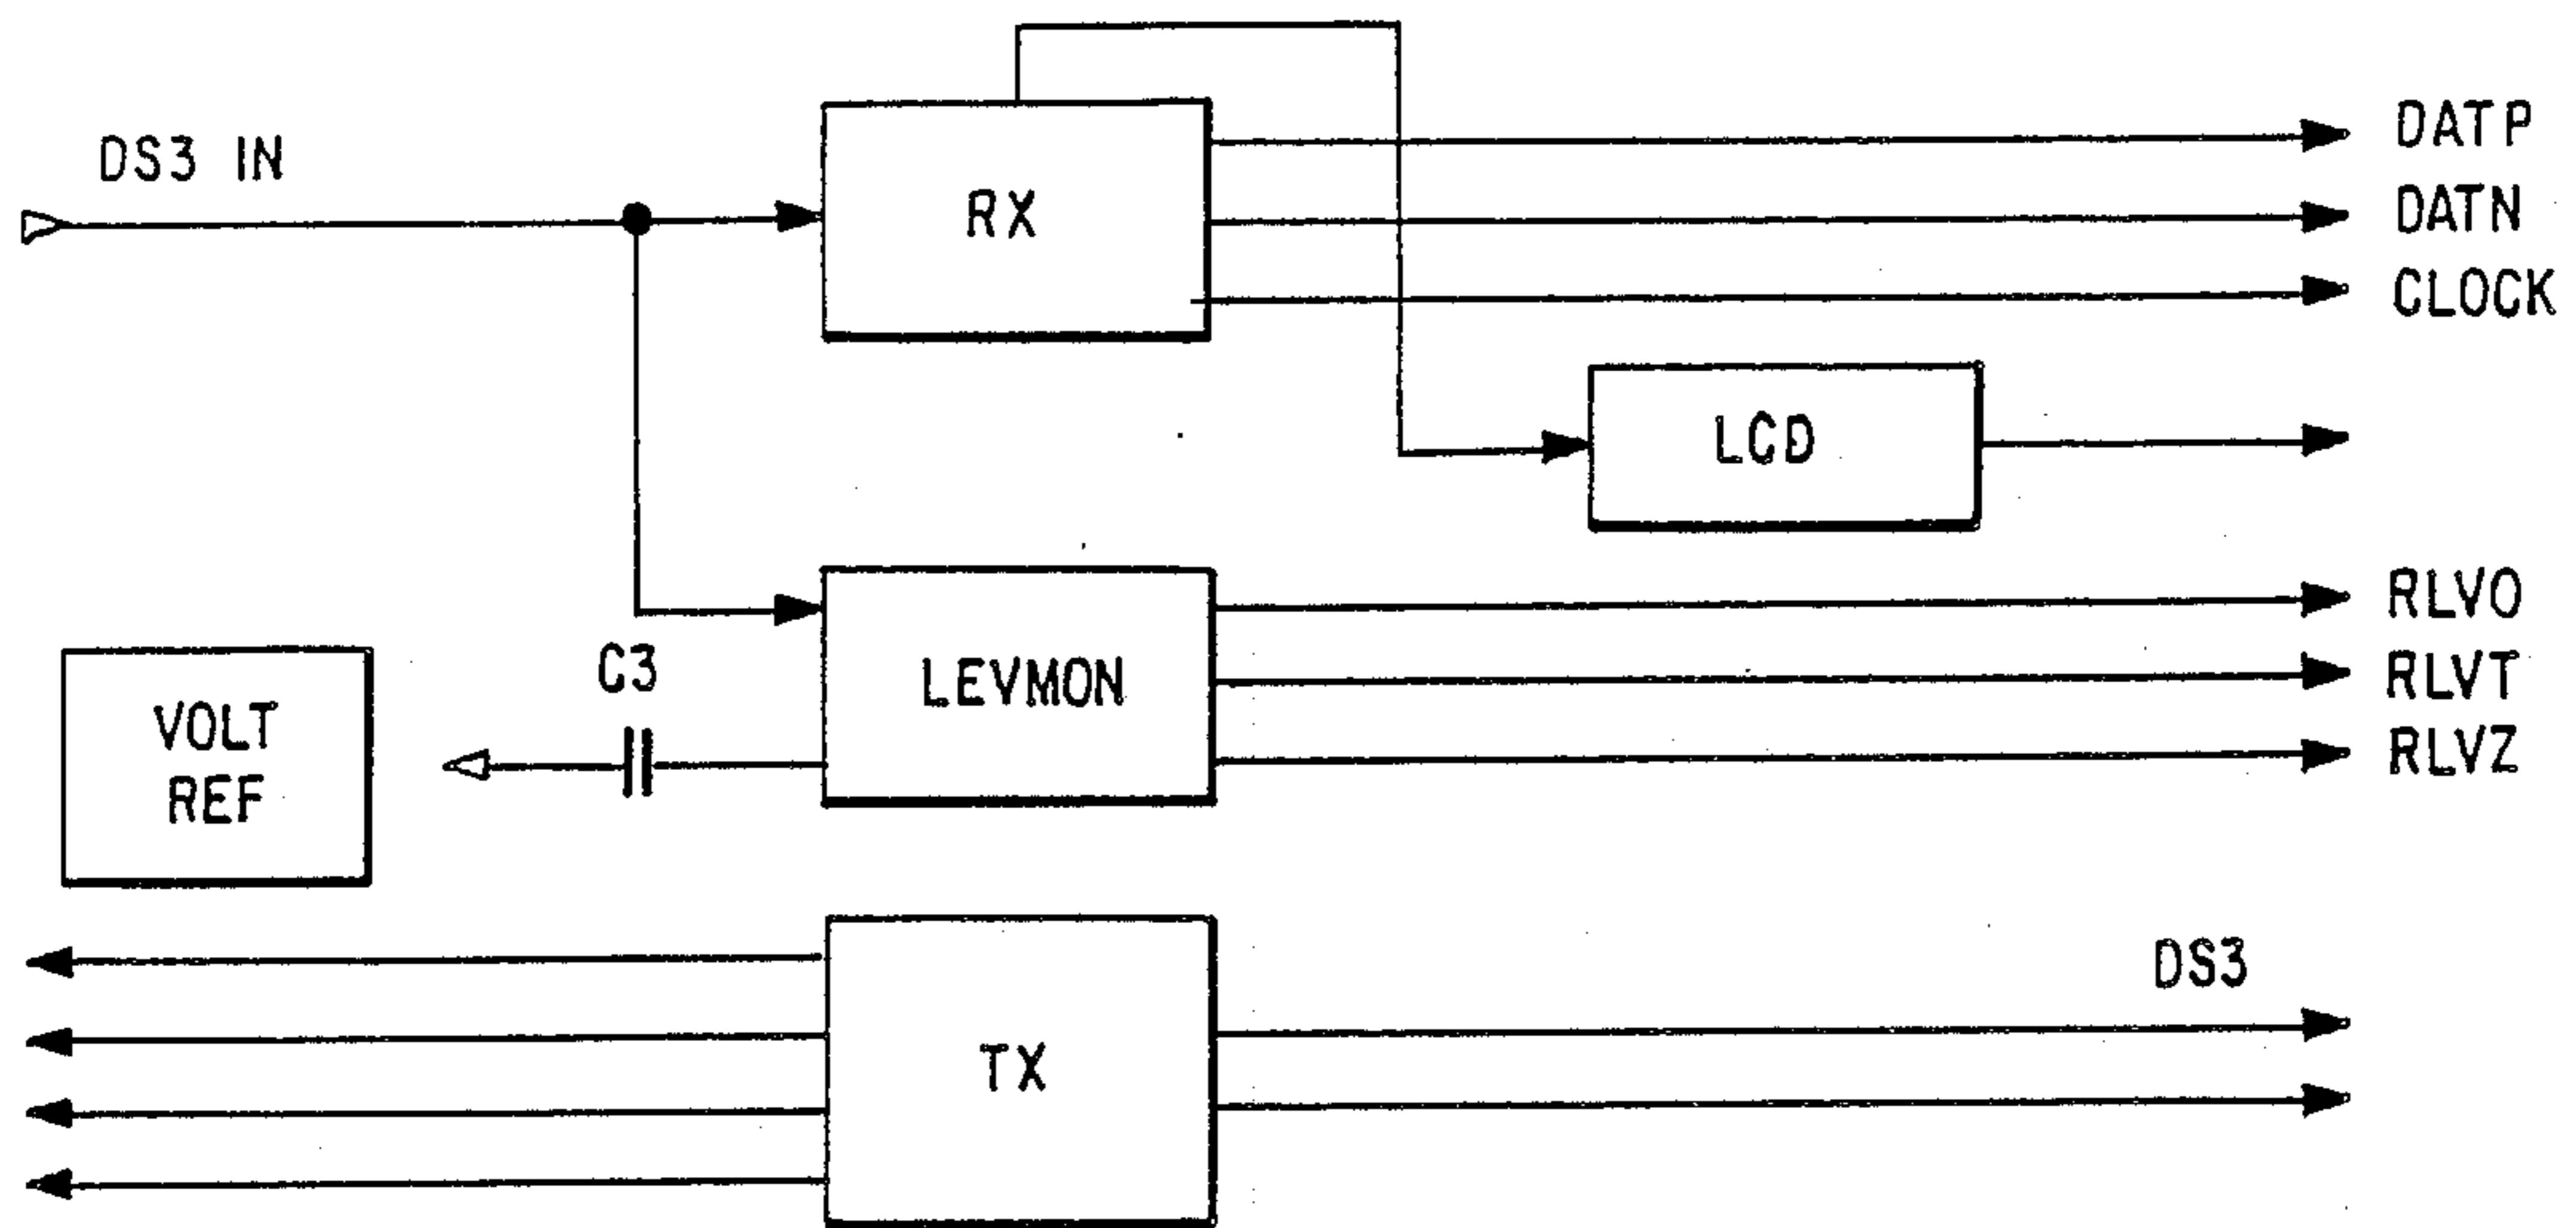 DS3 IN
RX
DATP
DATN
CLOCK
LCD
C3
LEVMON
RLVO
RLVT
RLVZ
VOLT
REF
TX
DS3